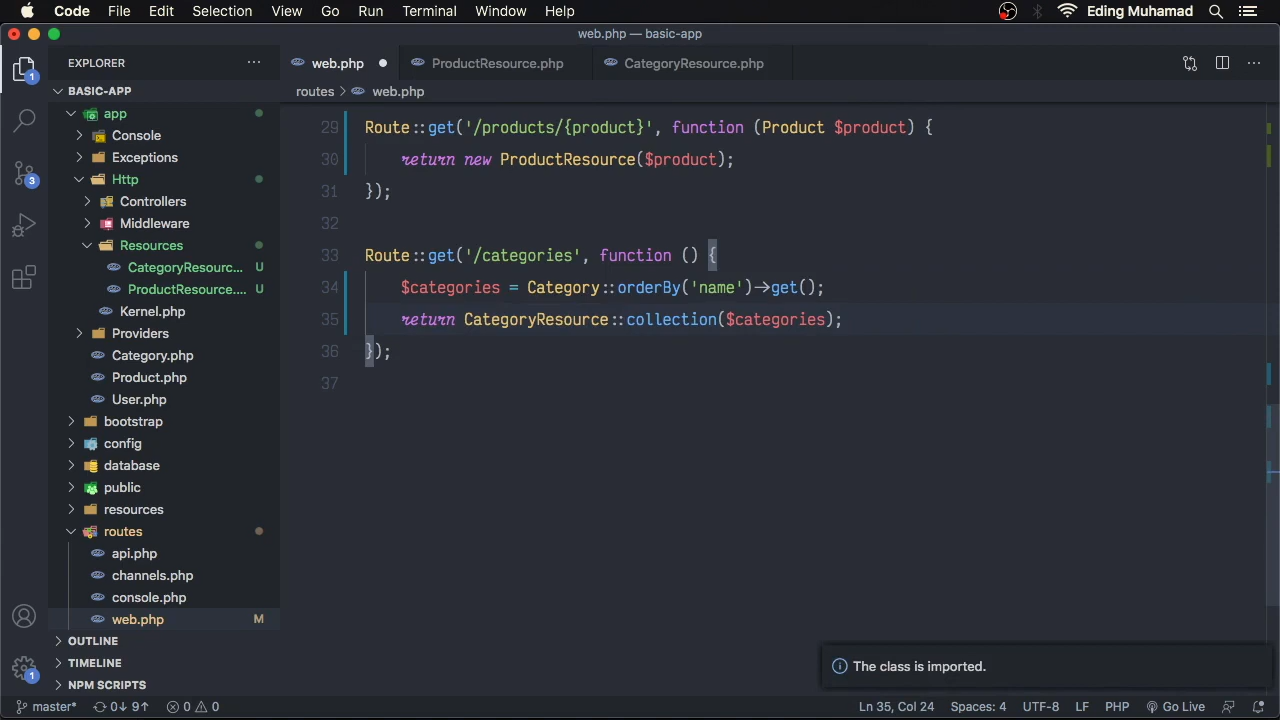 Code File Edit Selection View Go Run Terminal Window Help Eding Muhamad
web.php — basic-app
EXPLORER
web.php ProductResource.php CategoryResource.php
routes > web.php
BASIC-APP
app
Console
Exceptions
Http
Controllers
Middleware
Resources
CategoryResourc... U
ProductResource.... U
Kernel.php
Providers
Category.php
Product.php
User.php
bootstrap
config
database
public
resources
routes
api.php
channels.php
console.php
web.php M
OUTLINE
TIMELINE
NPM SCRIPTS
1
3
1
29 Route::get('/products/{product}', function (Product $product) {
30 return new ProductResource($product);
31 });
32
33 Route::get('/categories', function () {
34 $categories = Category::orderBy('name')->get();
35 return CategoryResource::collection($categories);
36 });
37
The class is imported.
master* 0↓ 9↑ 0 0 Ln 35, Col 24 Spaces: 4 UTF-8 LF PHP Go Live